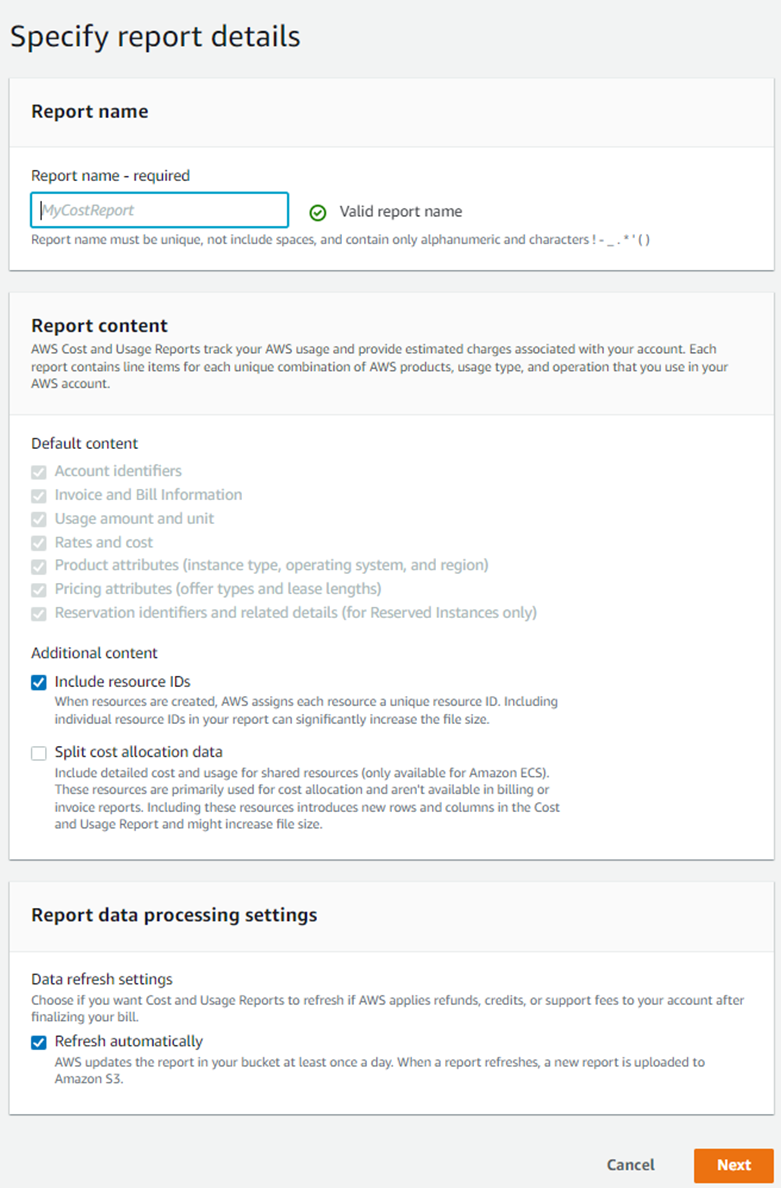 Specify report details
Report name
Report name - required
MyCostReport
Valid report name
Report name must be unique, not include spaces, and contain only alphanumeric and characters ! - _ . * ' ( )
Report content
AWS Cost and Usage Reports track your AWS usage and provide estimated charges associated with your account. Each
report contains line items for each unique combination of AWS products, usage type, and operation that you use in your
AWS account.
Default content
Account identifiers
Invoice and Bill Information
Usage amount and unit
Rates and cost
Product attributes (instance type, operating system, and region)
Pricing attributes (offer types and lease lengths)
Reservation identifiers and related details (for Reserved Instances only)
Additional content
Include resource IDs
When resources are created, AWS assigns each resource a unique resource ID. Including
individual resource IDs in your report can significantly increase the file size.
Split cost allocation data
Include detailed cost and usage for shared resources (only available for Amazon ECS).
These resources are primarily used for cost allocation and aren't available in billing or
invoice reports. Including these resources introduces new rows and columns in the Cost
and Usage Report and might increase file size.
Report data processing settings
Data refresh settings
Choose if you want Cost and Usage Reports to refresh if AWS applies refunds, credits, or support fees to your account after
finalizing your bill.
Refresh automatically
AWS updates the report in your bucket at least once a day. When a report refreshes, a new report is uploaded to
Amazon S3.
Cancel
Next